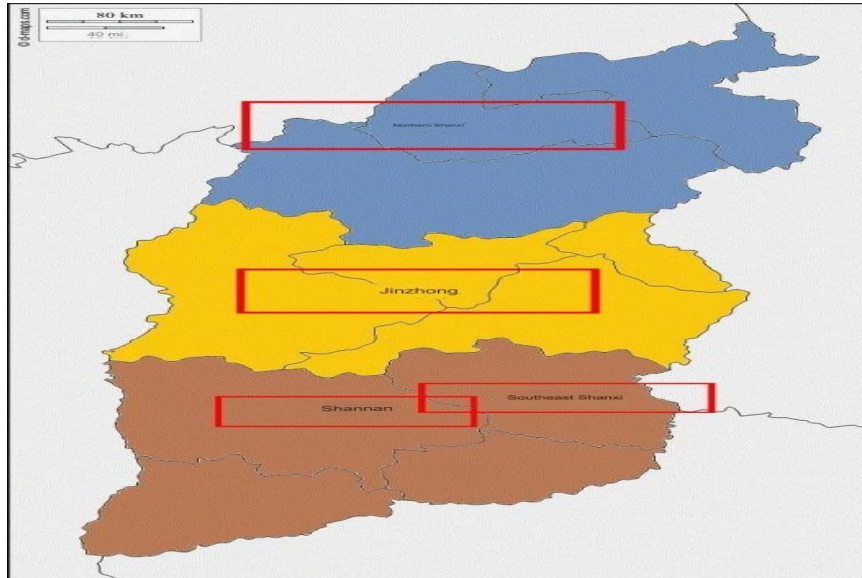 80 km
40 mi.
© d-maps.com
Northern Shanxi
Jinzhong
Southeast Shanxi
Shannan